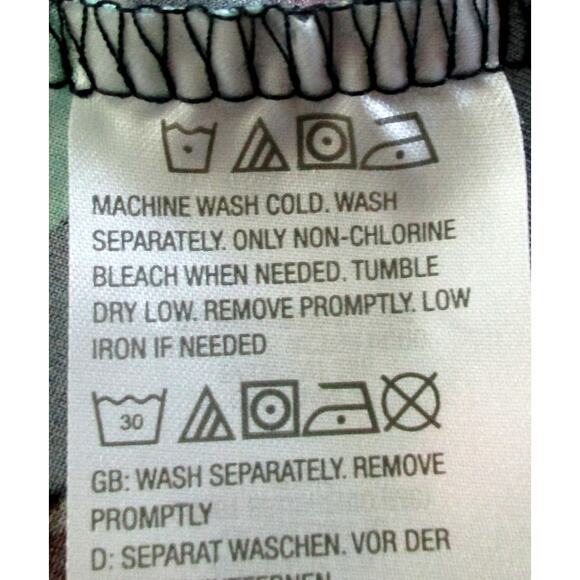 MACHINE WASH COLD. WASH
SEPARATELY. ONLY NON-CHLORINE
BLEACH WHEN NEEDED. TUMBLE
DRY LOW. REMOVE PROMPTLY. LOW
IRON IF NEEDED
30
GB: WASH SEPARATELY. REMOVE
PROMPTLY
D: SEPARAT WASCHEN. VOR DER